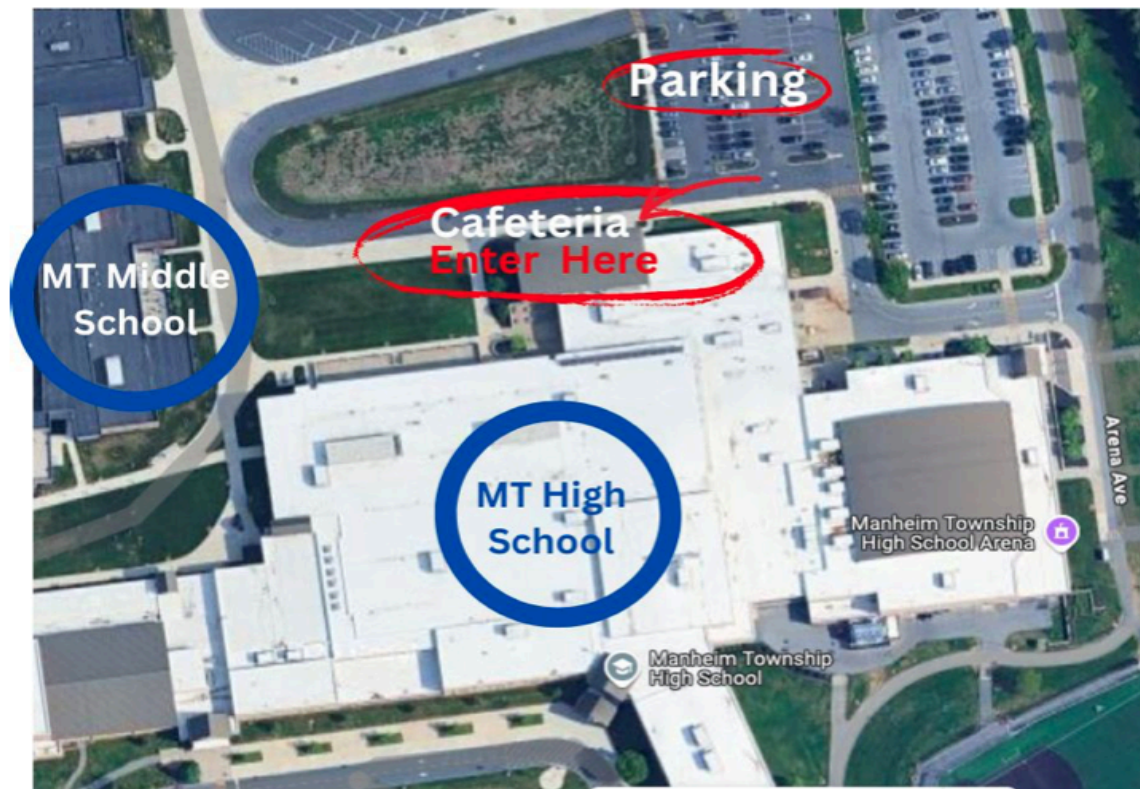 Parking
Cafeteria
Enter Here
MT Middle
School
MT High
School
Arena Ave
Manheim Township
High School Arena
Manheim Township
High School